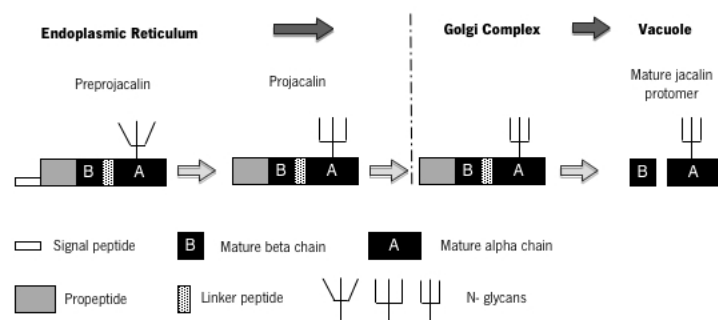 Endoplasmic Reticulum
Golgi Complex
Vacuole
Preprojacalin
Projacalin
Mature jacalin
protomer
B
A
B
A
B
A
B
A
Signal peptide
B
Mature beta chain
A
Mature alpha chain
Propeptide
Linker peptide
N- glycans